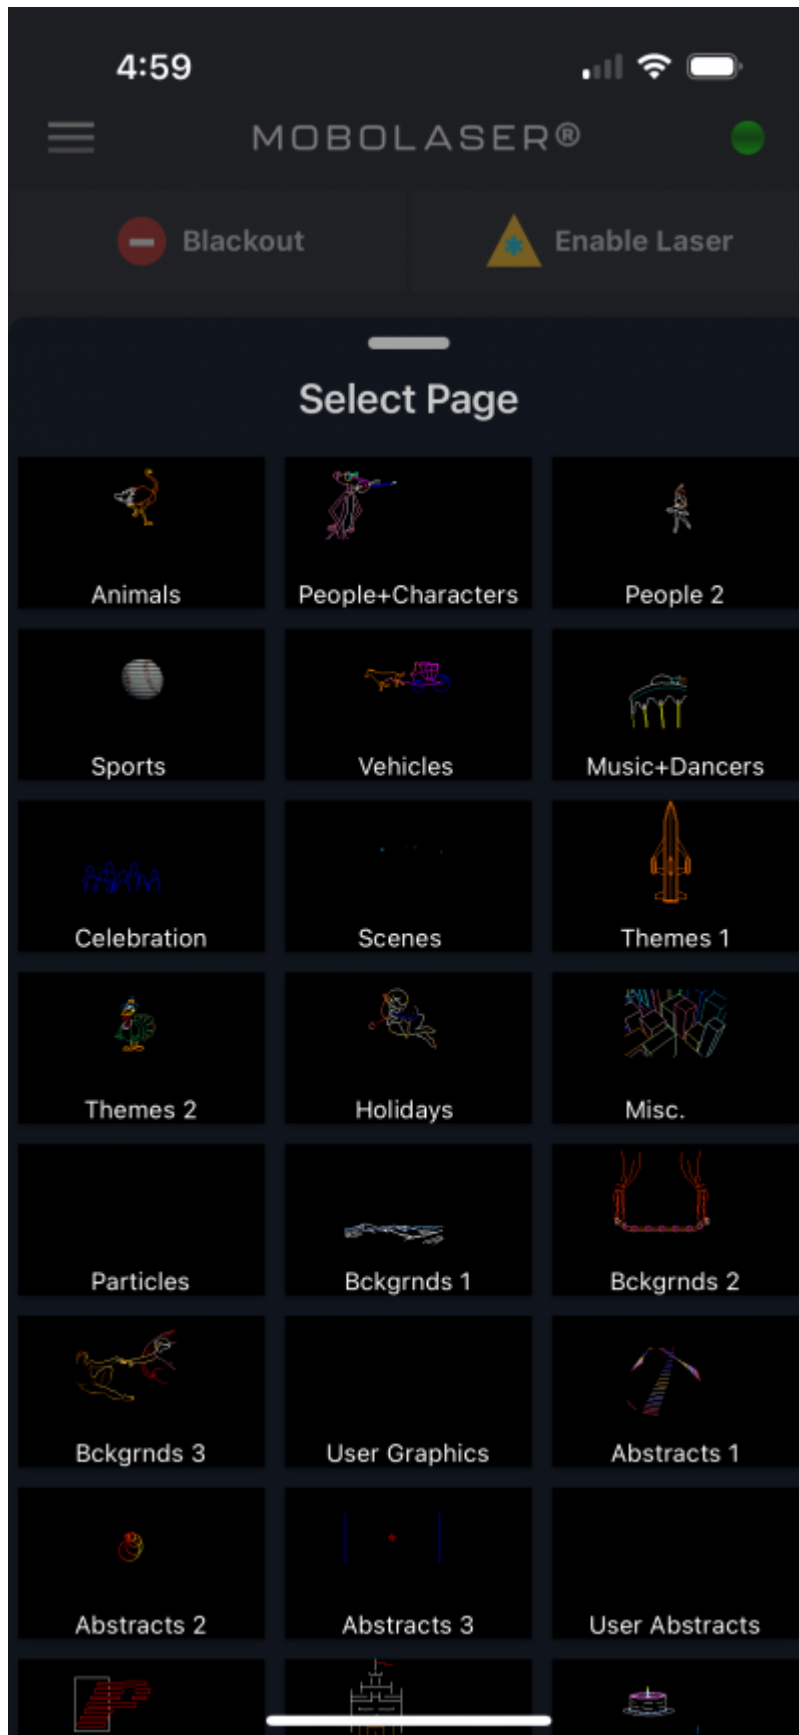 4:59
MOBOLASER®
Blackout Enable Laser
Select Page
Animals People+Characters People 2
Sports Vehicles Music+Dancers
Celebration Scenes Themes 1
Themes 2 Holidays Misc.
Particles Bckgrnds 1 Bckgrnds 2
Bckgrnds 3 User Graphics Abstracts 1
Abstracts 2 Abstracts 3 User Abstracts